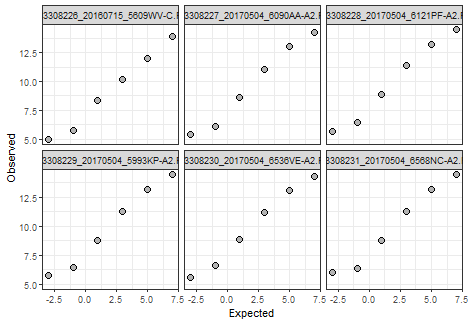 3308226_20160715_5609WV-C.F
3308227_20170504_6090AA-A2.F
3308228_20170504_6121PF-A2.F
12.5
10.0
7.5
5.0
3308229_20170504_5993KP-A2.F
3308230_20170504_6536VE-A2.F
3308231_20170504_6568NC-A2.F
12.5
10.0
7.5
5.0
Observed
-2.5 0.0 2.5 5.0 7.5
-2.5 0.0 2.5 5.0 7.5
-2.5 0.0 2.5 5.0 7.5
Expected